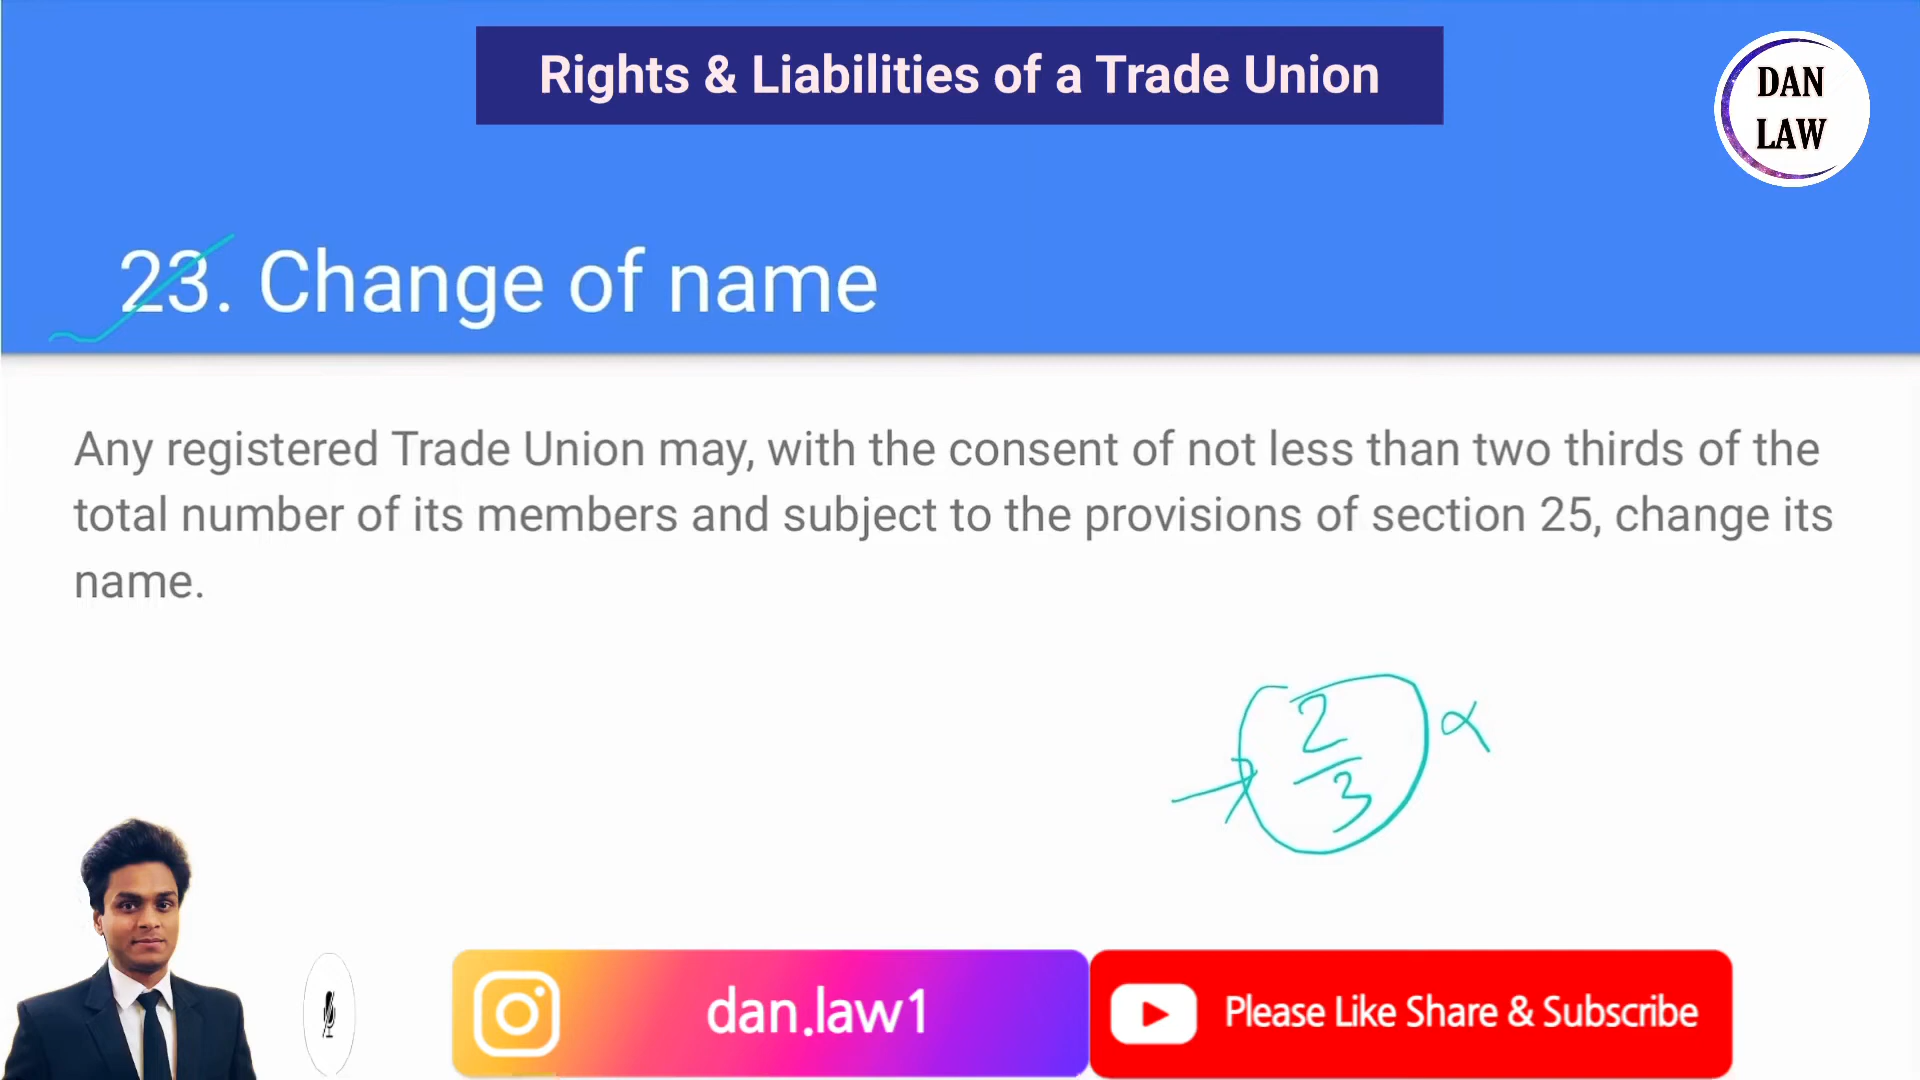 Rights & Liabilities of a Trade Union
DAN
LAW
23. Change of name
Any registered Trade Union may, with the consent of not less than two thirds of the
total number of its members and subject to the provisions of section 25, change its
name.
2
3
dan.law1
Please Like Share & Subscribe